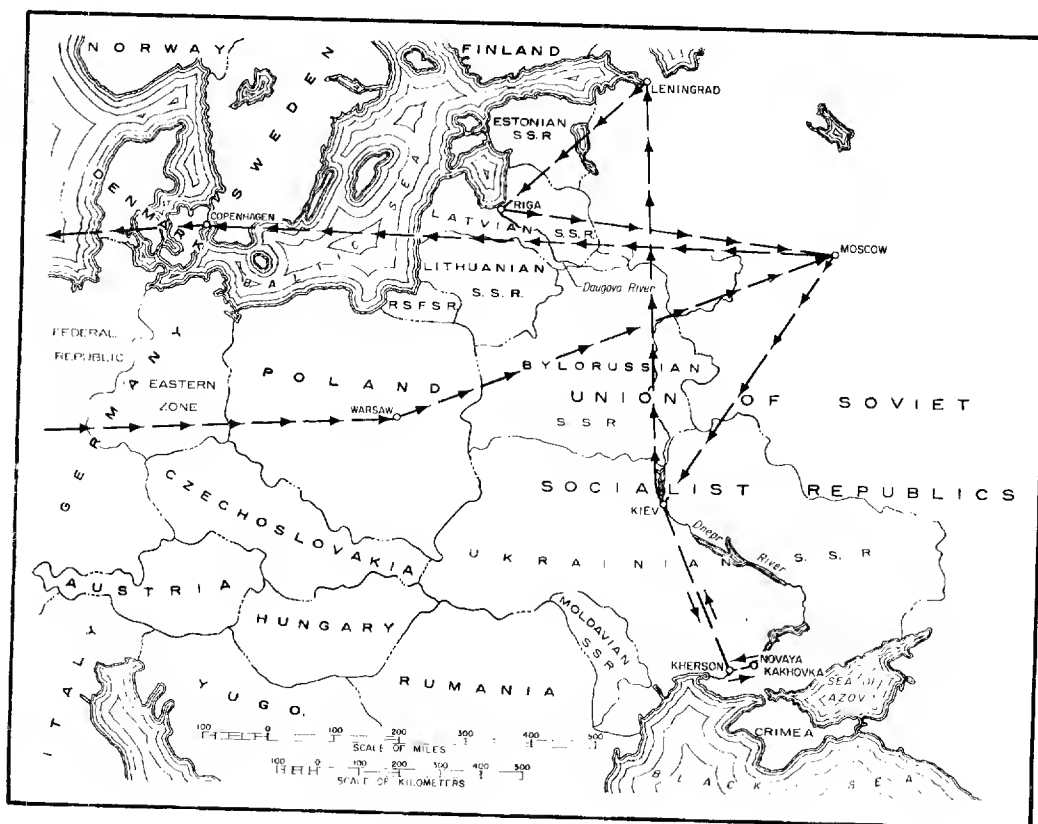 NORWAY
SWEDEN
FINLAND
LENINGRAD
ESTONIAN
S.S.R
DENMARK
COPENHAGEN
BALTIC SEA
RIGA
LATVIAN
S.S.R.
MOSCOW
LITHUANIAN
S.S.R.
Daugava River
RSFSR
FEDERAL
REPUBLIC
GERMANY
EASTERN
ZONE
POLAND
WARSAW
BYLORUSSIAN
S.S.R
UNION OF SOVIET
SOCIALIST REPUBLICS
KIEV
CZECHOSLOVAKIA
Dnepr River
UKRAINIAN S.S.R
AUSTRIA
HUNGARY
MOLDAVIAN
SSR
KHERSON
NOVAYA
KAKHOVKA
SEA OF
AZOV
ITALY
YUGO.
RUMANIA
CRIMEA
BLACK SEA
100 0 100 200 300 400 500
SCALE OF MILES
100 0 100 200 300 400 500
SCALE OF KILOMETERS